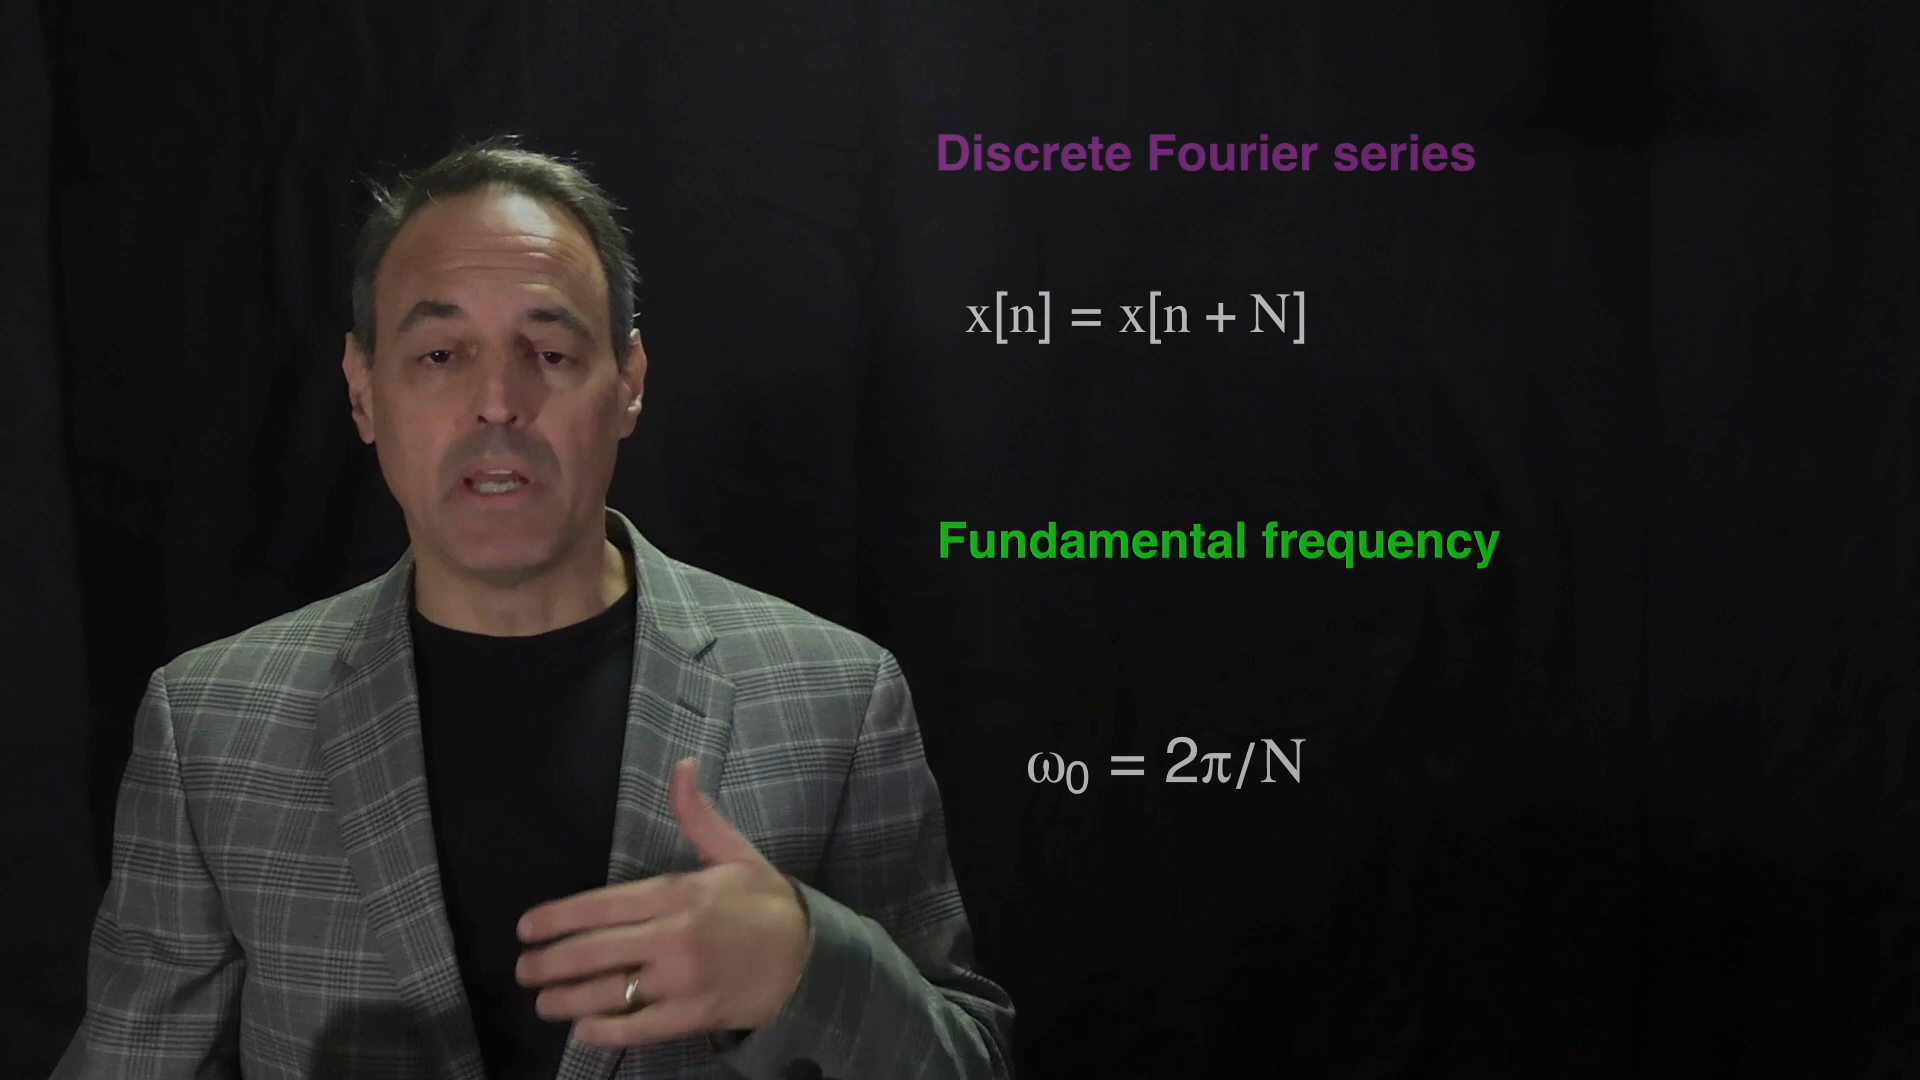 Discrete Fourier series
x[n] = x[n + N]
Fundamental frequency
ω₀ = 2π/N